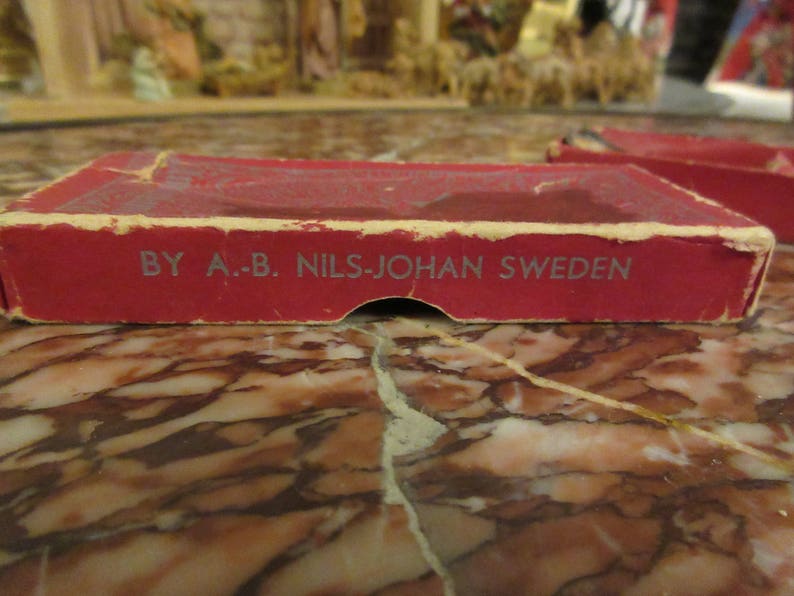 BY A.-B. NILS-JOHAN SWEDEN